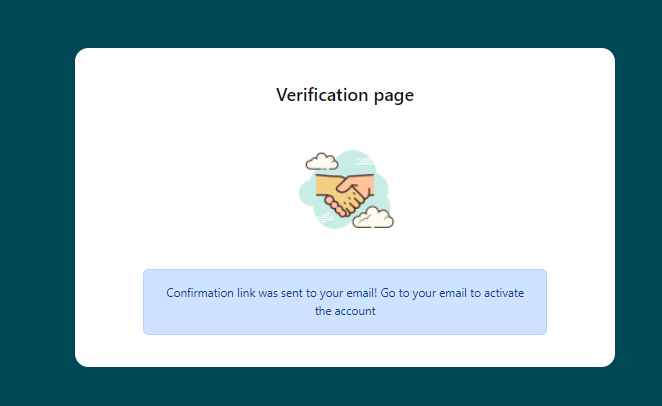 Verification page
Confirmation link was sent to your email! Go to your email to activate
the account